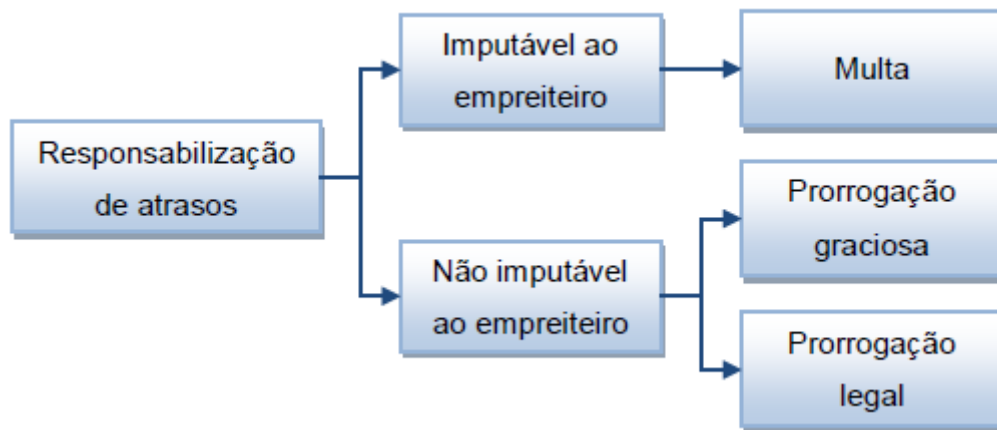 Responsabilização
de atrasos
Imputável ao
empreiteiro
Multa
Não imputável
ao empreiteiro
Prorrogação
graciosa
Prorrogação
legal